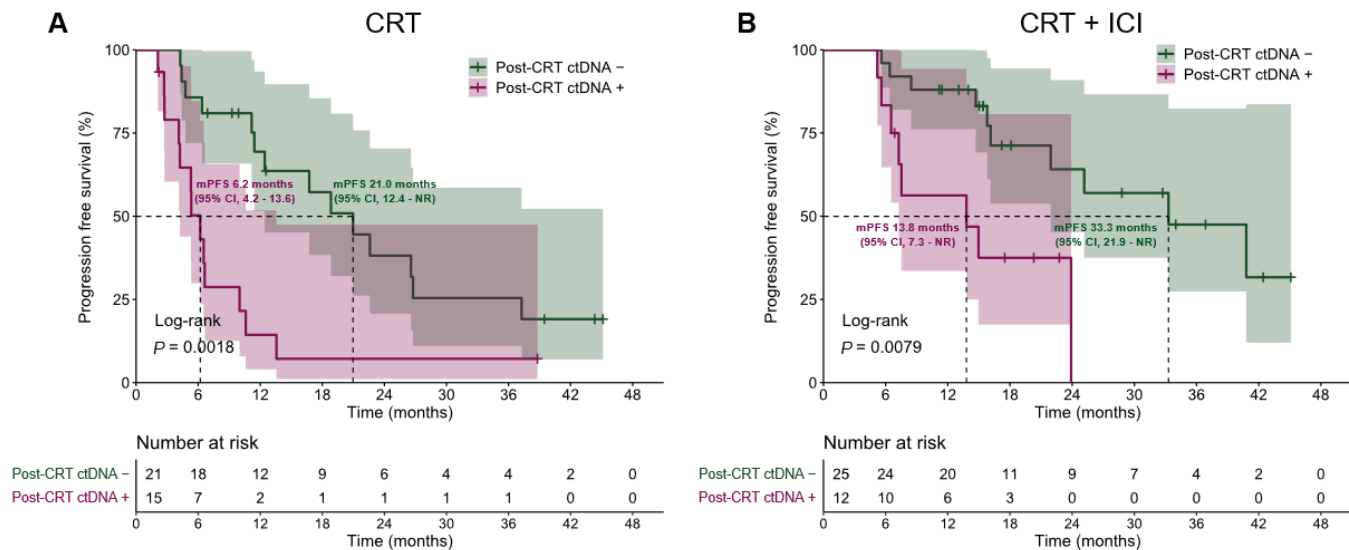 A
CRT
100
75
50
25
0
Progression free survival (%)
Post-CRT ctDNA −
Post-CRT ctDNA +
mPFS 6.2 months
(95% CI, 4.2 - 13.6)
mPFS 21.0 months
(95% CI, 12.4 - NR)
Log-rank
P = 0.0018
0 6 12 18 24 30 36 42 48
Time (months)
Number at risk
Post-CRT ctDNA − 21 18 12 9 6 4 4 2 0
Post-CRT ctDNA + 15 7 2 1 1 1 1 0 0
0 6 12 18 24 30 36 42 48
Time (months)
B
CRT + ICI
100
75
50
25
0
Progression free survival (%)
Post-CRT ctDNA −
Post-CRT ctDNA +
mPFS 13.8 months
(95% CI, 7.3 - NR)
mPFS 33.3 months
(95% CI, 21.9 - NR)
Log-rank
P = 0.0079
0 6 12 18 24 30 36 42 48
Time (months)
Number at risk
Post-CRT ctDNA − 25 24 20 11 9 7 4 2 0
Post-CRT ctDNA + 12 10 6 3 0 0 0 0 0
0 6 12 18 24 30 36 42 48
Time (months)